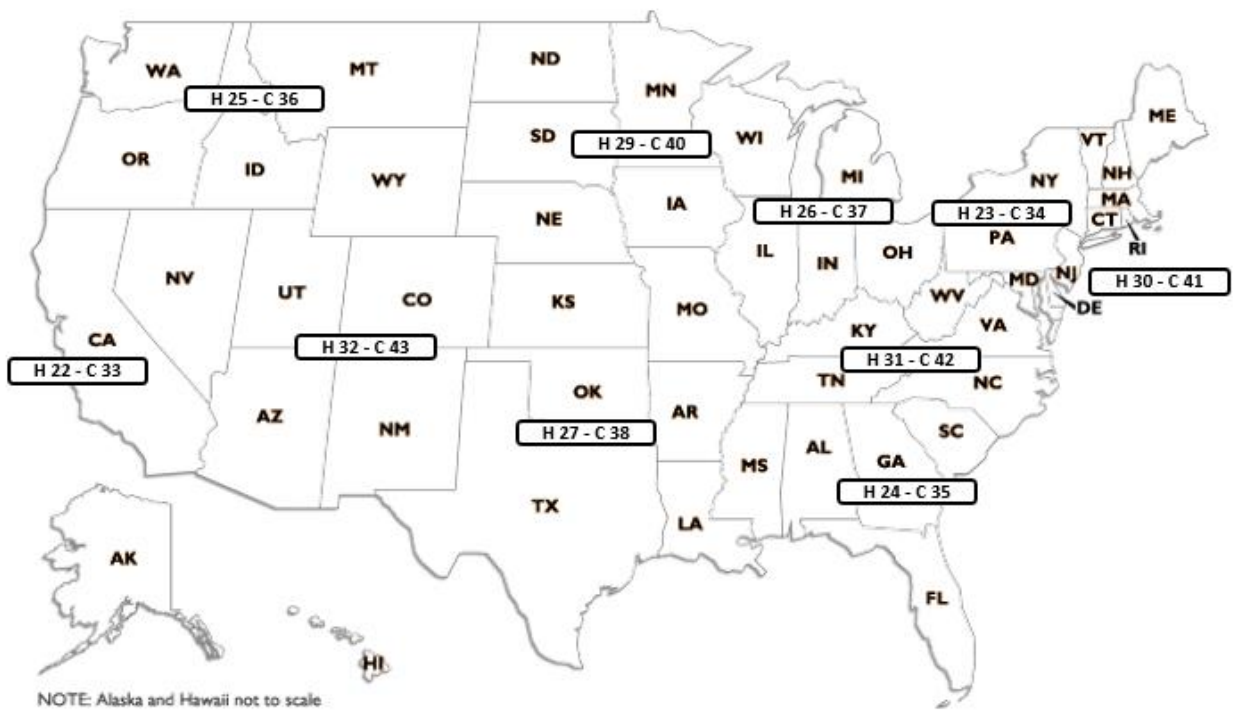 WA
MT
ND
MN
ME
H 25 - C 36
OR
ID
WY
SD
H 29 - C 40
WI
MI
VT
NH
NY
MA
CT
RI
NE
IA
H 26 - C 37
H 23 - C 34
PA
NV
UT
CO
KS
MO
IL
IN
OH
WV
MD
NJ
H 30 - C 41
DE
VA
CA
H 22 - C 33
H 32 - C 43
KY
H 31 - C 42
TN
NC
AZ
NM
OK
AR
H 27 - C 38
MS
AL
GA
SC
H 24 - C 35
TX
LA
FL
AK
HI
NOTE: Alaska and Hawaii not to scale